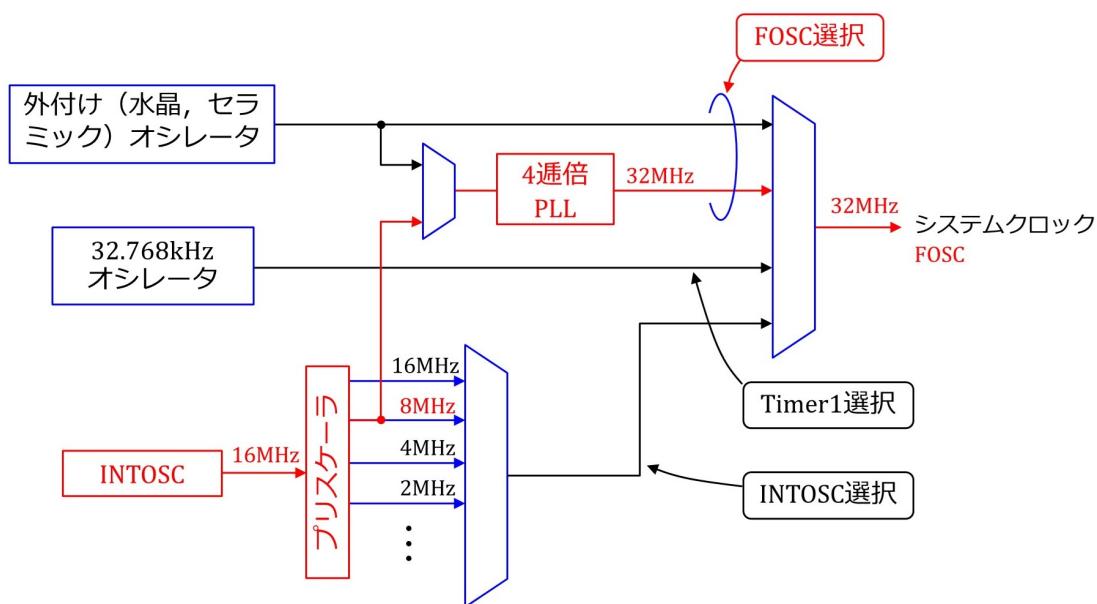 FOSC選択
外付け（水晶，セラ
ミック）オシレータ
4逓倍
PLL
32MHz
32MHz
システムクロック
FOSC
32.768kHz
オシレータ
16MHz
8MHz
4MHz
2MHz
Timer1選択
INTOSC
16MHz
プリスケーラ
INTOSC選択